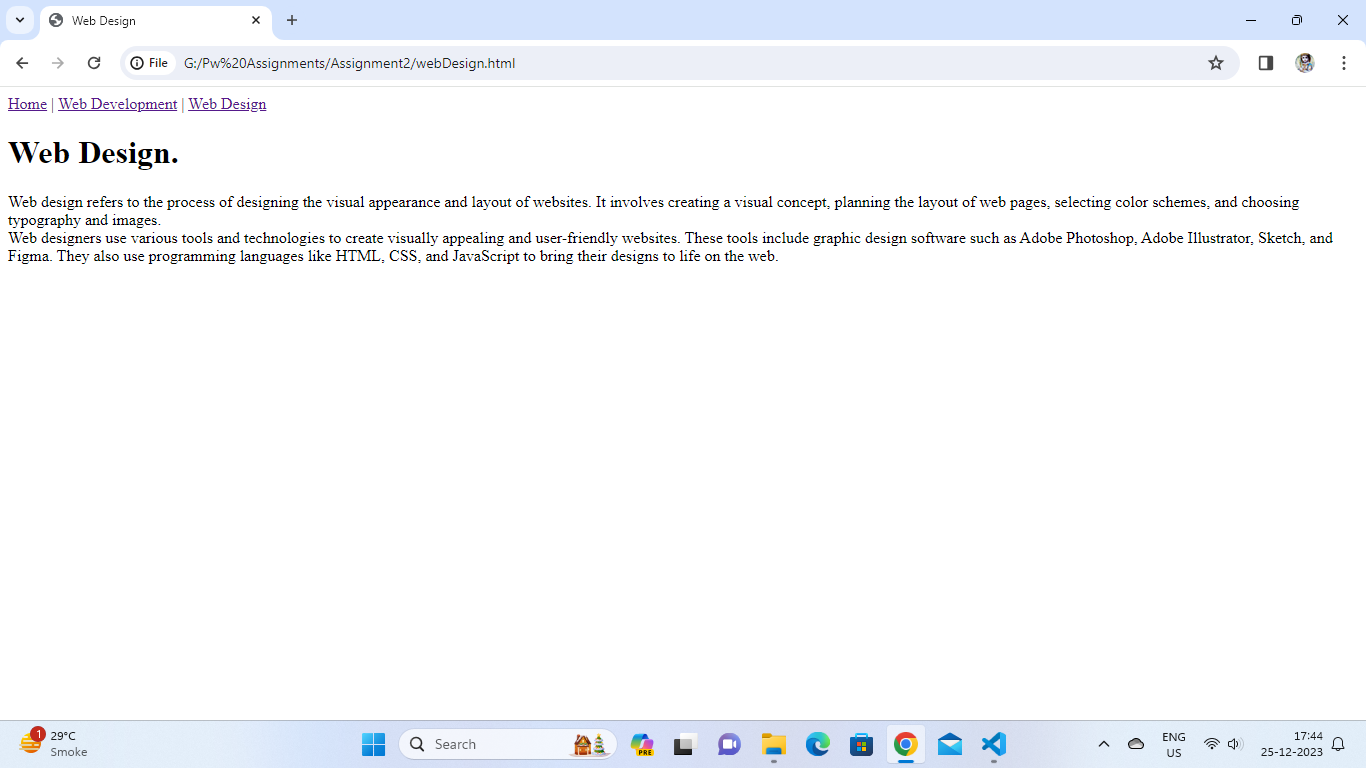 Web Design
File G:/Pw%20Assignments/Assignment2/webDesign.html
Home | Web Development | Web Design
Web Design.
Web design refers to the process of designing the visual appearance and layout of websites. It involves creating a visual concept, planning the layout of web pages, selecting color schemes, and choosing
typography and images.
Web designers use various tools and technologies to create visually appealing and user-friendly websites. These tools include graphic design software such as Adobe Photoshop, Adobe Illustrator, Sketch, and
Figma. They also use programming languages like HTML, CSS, and JavaScript to bring their designs to life on the web.
1
29°C
Smoke
Search
PRE
ENG
US
17:44
25-12-2023